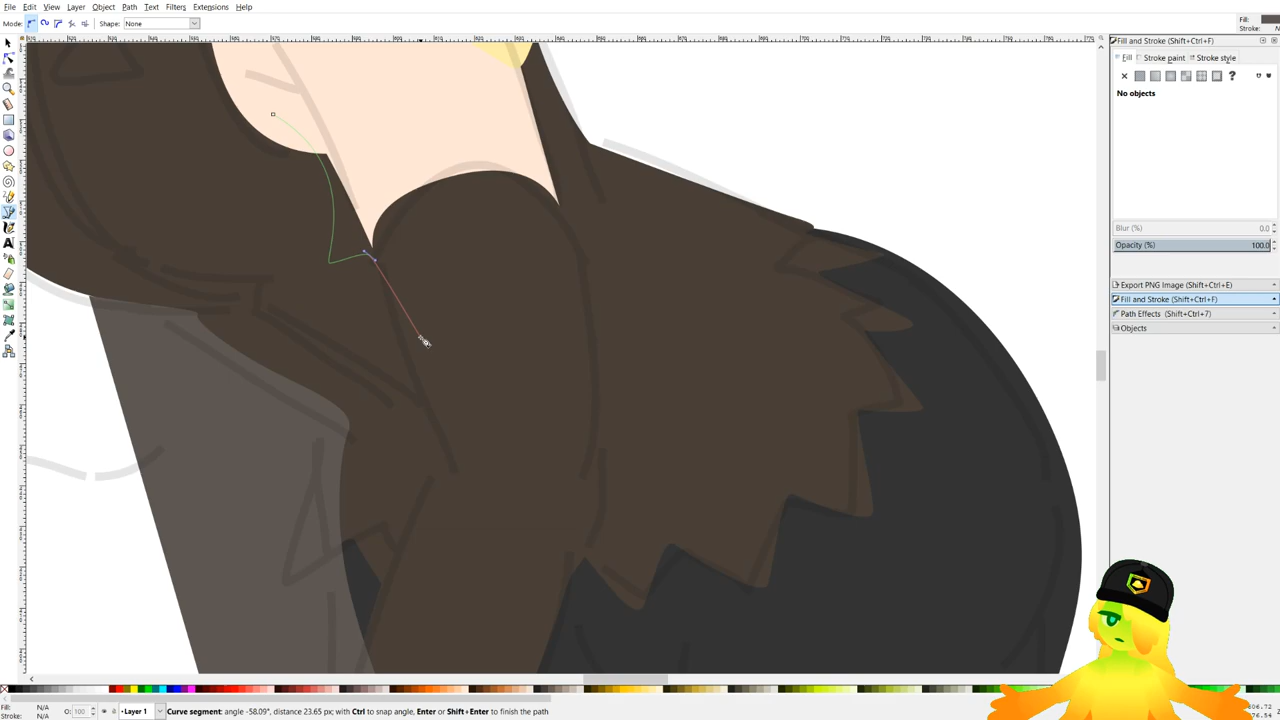 File Edit View Layer Object Path Text Filters Extensions Help
Mode: Shape: None
Fill:
Stroke:
Fill and Stroke (Shift+Ctrl+F)
Fill Stroke paint Stroke style
No objects
Blur (%) 0.0
Opacity (%) 100.0
Export PNG Image (Shift+Ctrl+E)
Fill and Stroke (Shift+Ctrl+F)
Path Effects (Shift+Ctrl+7)
Objects
Fill: N/A
Stroke: N/A
O: 100
Layer 1
Curve segment: angle -58.09°, distance 23.65 px; with Ctrl to snap angle, Enter or Shift+Enter to finish the path